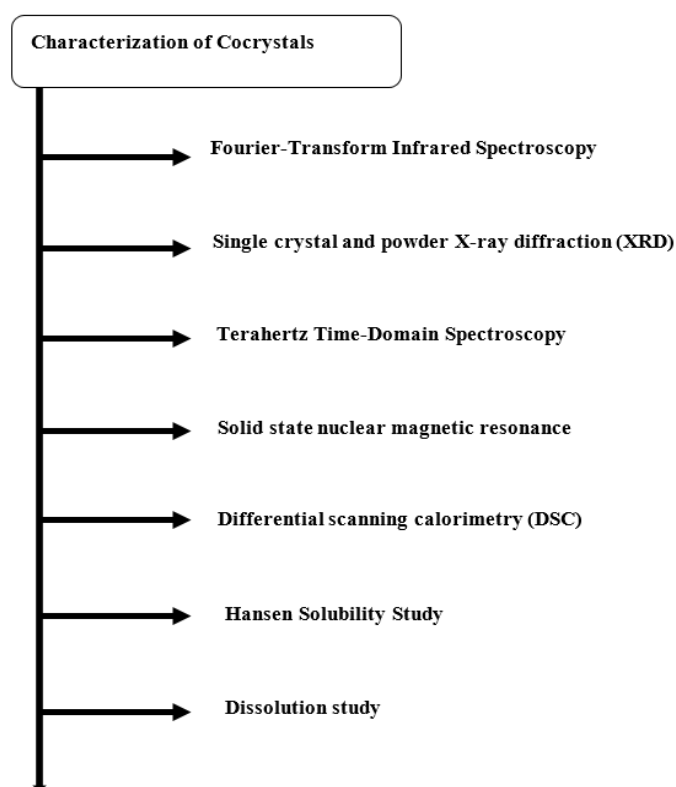 Characterization of Cocrystals
Fourier-Transform Infrared Spectroscopy
Single crystal and powder X-ray diffraction (XRD)
Terahertz Time-Domain Spectroscopy
Solid state nuclear magnetic resonance
Differential scanning calorimetry (DSC)
Hansen Solubility Study
Dissolution study